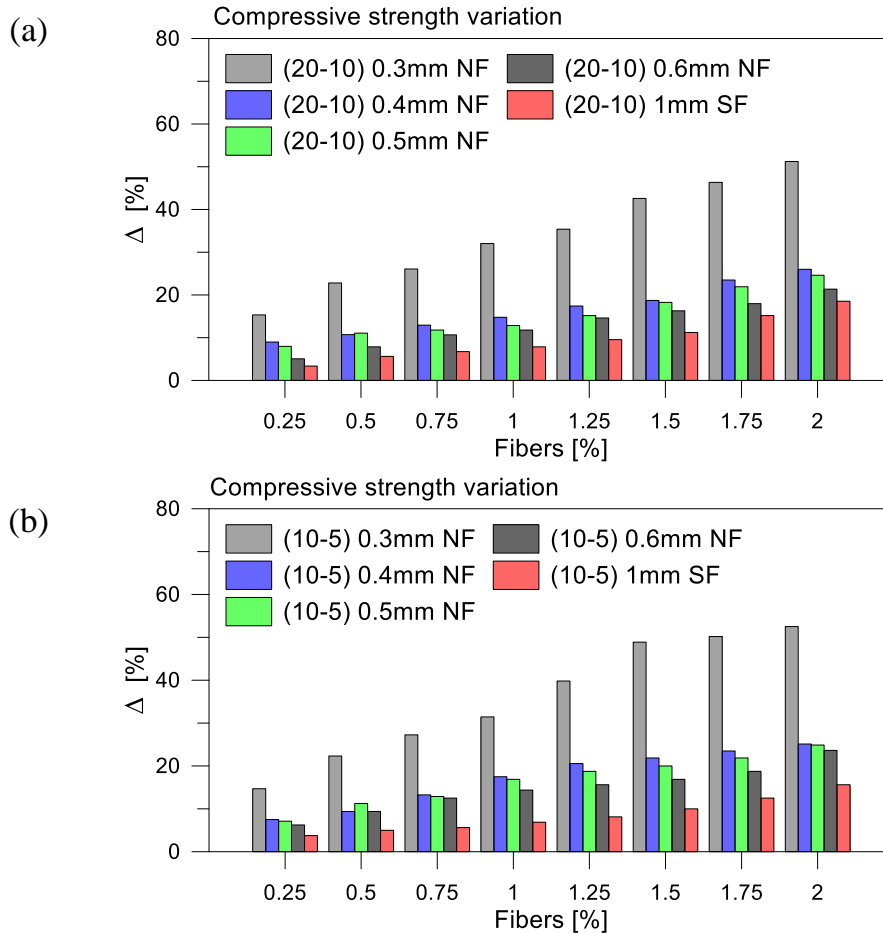 (a)
Compressive strength variation
80
60
40
20
0
Δ [%]
(20-10) 0.3mm NF
(20-10) 0.4mm NF
(20-10) 0.5mm NF
(20-10) 0.6mm NF
(20-10) 1mm SF
0.25 0.5 0.75 1 1.25 1.5 1.75 2
Fibers [%]
(b)
Compressive strength variation
80
60
40
20
0
Δ [%]
(10-5) 0.3mm NF
(10-5) 0.4mm NF
(10-5) 0.5mm NF
(10-5) 0.6mm NF
(10-5) 1mm SF
0.25 0.5 0.75 1 1.25 1.5 1.75 2
Fibers [%]